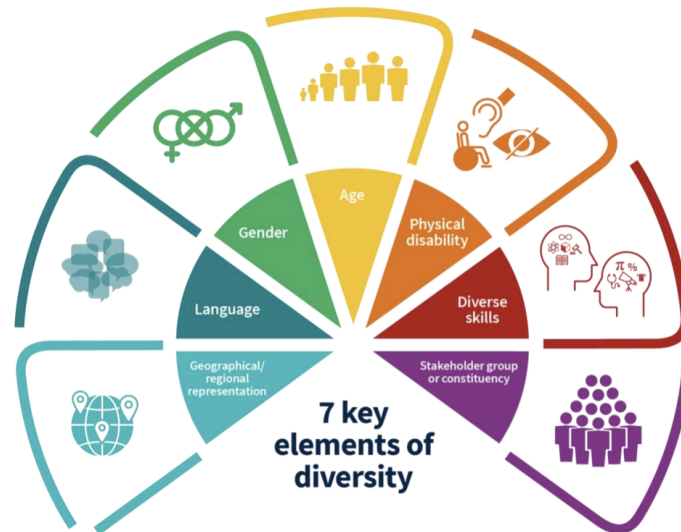 Age
Gender
Physical
disability
Language
Diverse
skills
Geographical/
regional
representation
Stakeholder group
or constituency
π %
7 key
elements of
diversity